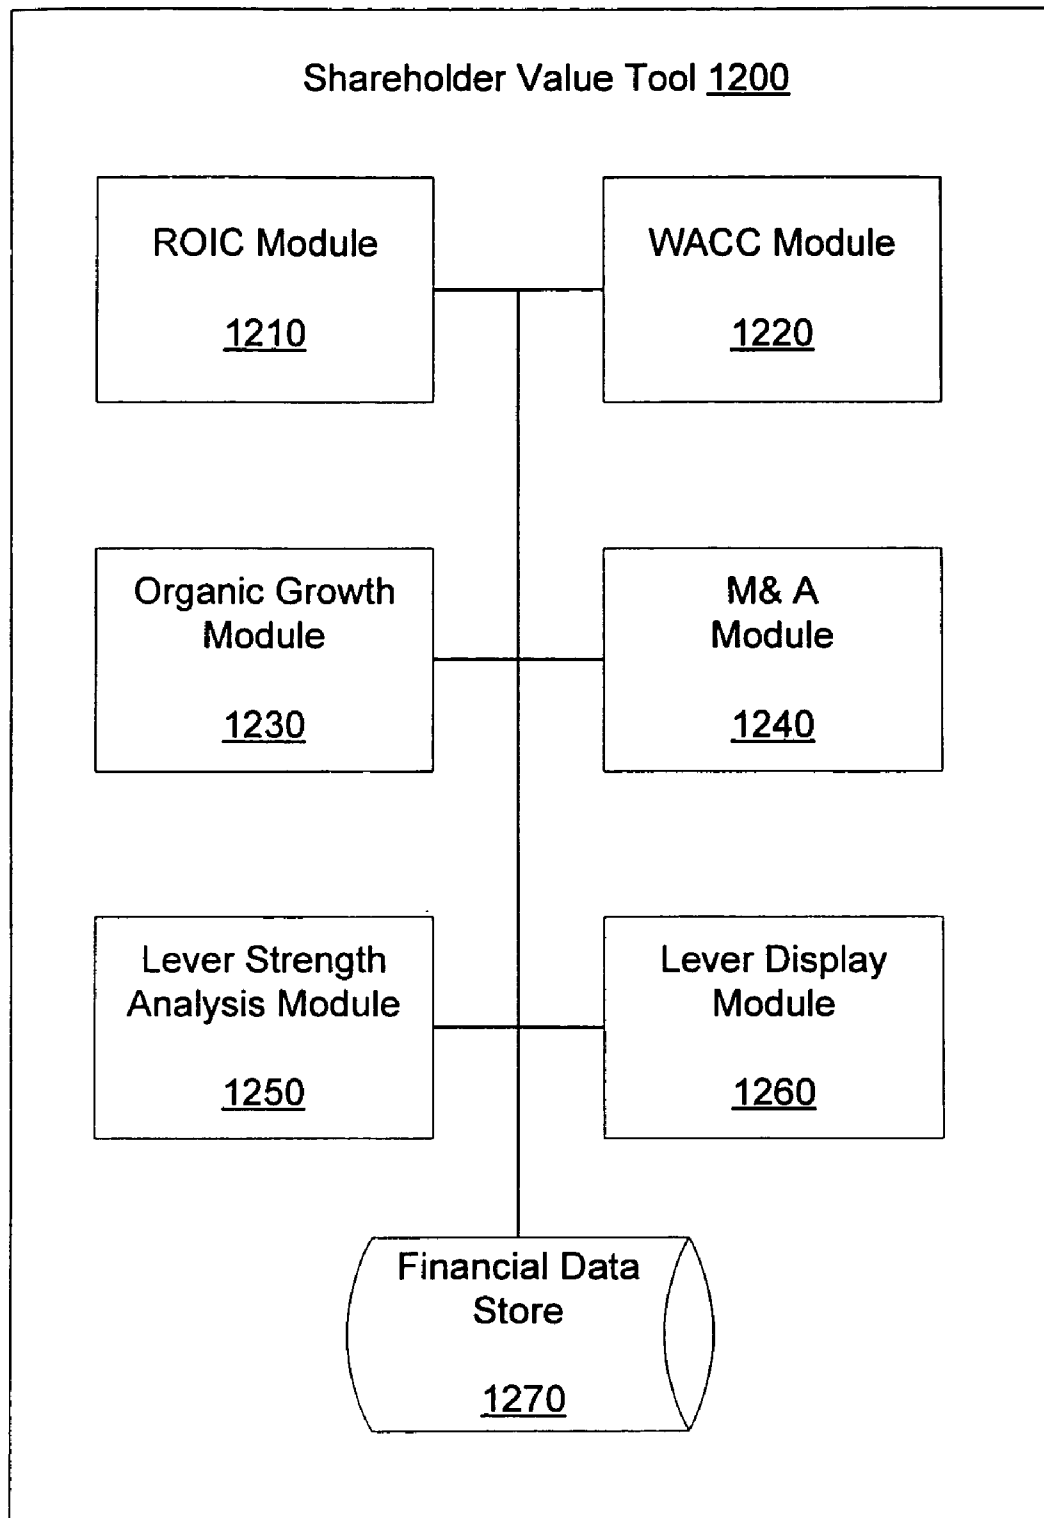 Shareholder Value Tool 1200
ROIC Module
1210
WACC Module
1220
Organic Growth
Module
1230
M& A
Module
1240
Lever Strength
Analysis Module
1250
Lever Display
Module
1260
Financial Data
Store
1270